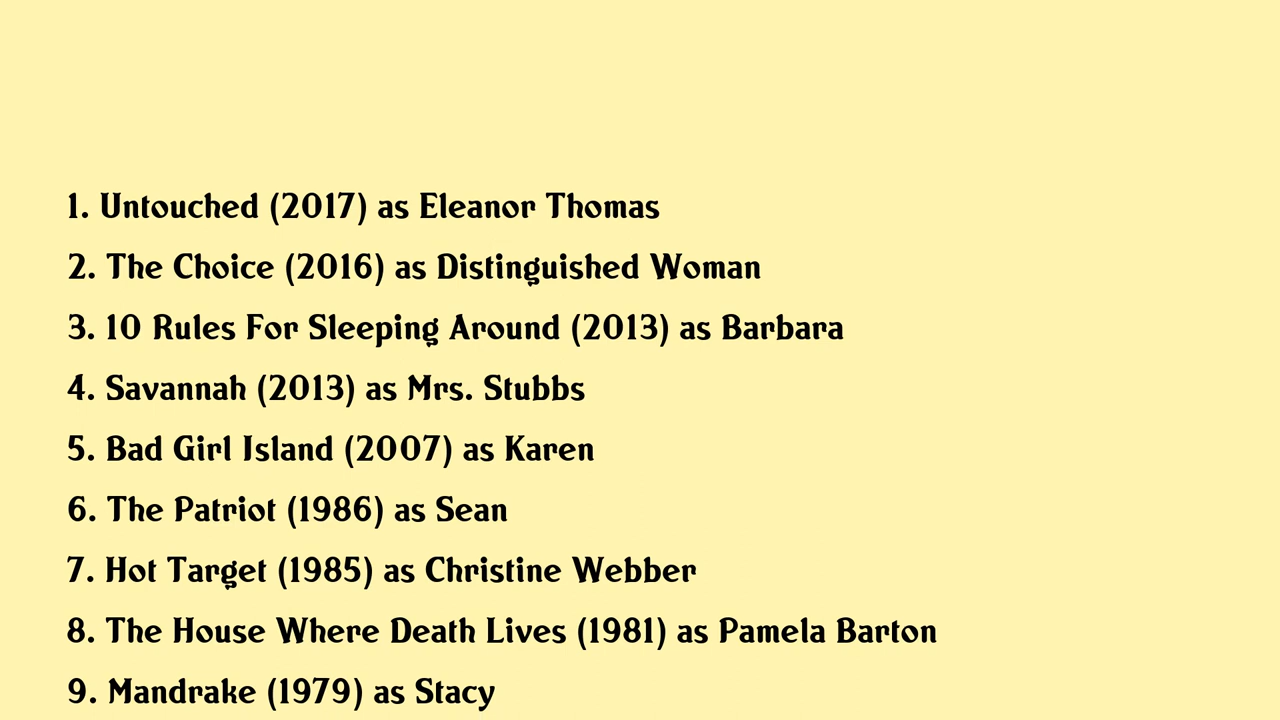 1. Untouched (2017) as Eleanor Thomas
2. The Choice (2016) as Distinguished Woman
3. 10 Rules For Sleeping Around (2013) as Barbara
4. Savannah (2013) as Mrs. Stubbs
5. Bad Girl Island (2007) as Karen
6. The Patriot (1986) as Sean
7. Hot Target (1985) as Christine Webber
8. The House Where Death Lives (1981) as Pamela Barton
9. Mandrake (1979) as Stacy